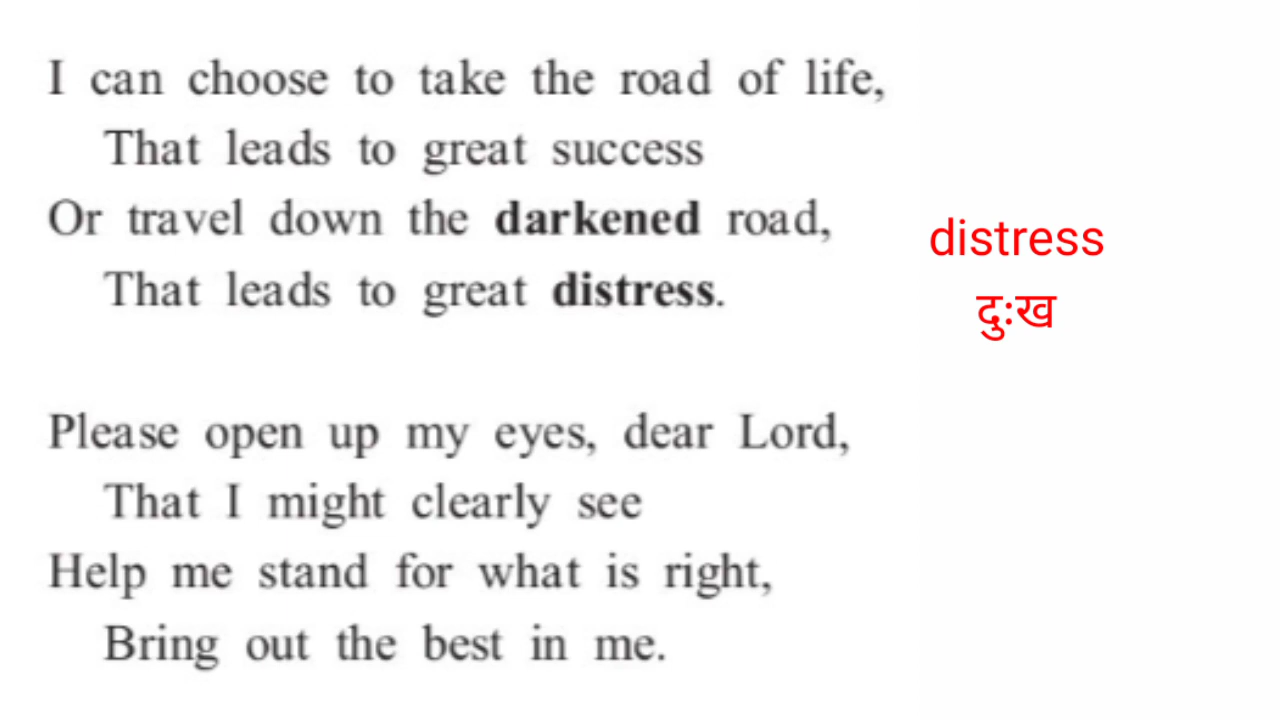 I can choose to take the road of life,
That leads to great success
Or travel down the darkened road,
That leads to great distress.
Please open up my eyes, dear Lord,
That I might clearly see
Help me stand for what is right,
Bring out the best in me.
distress
दुःख